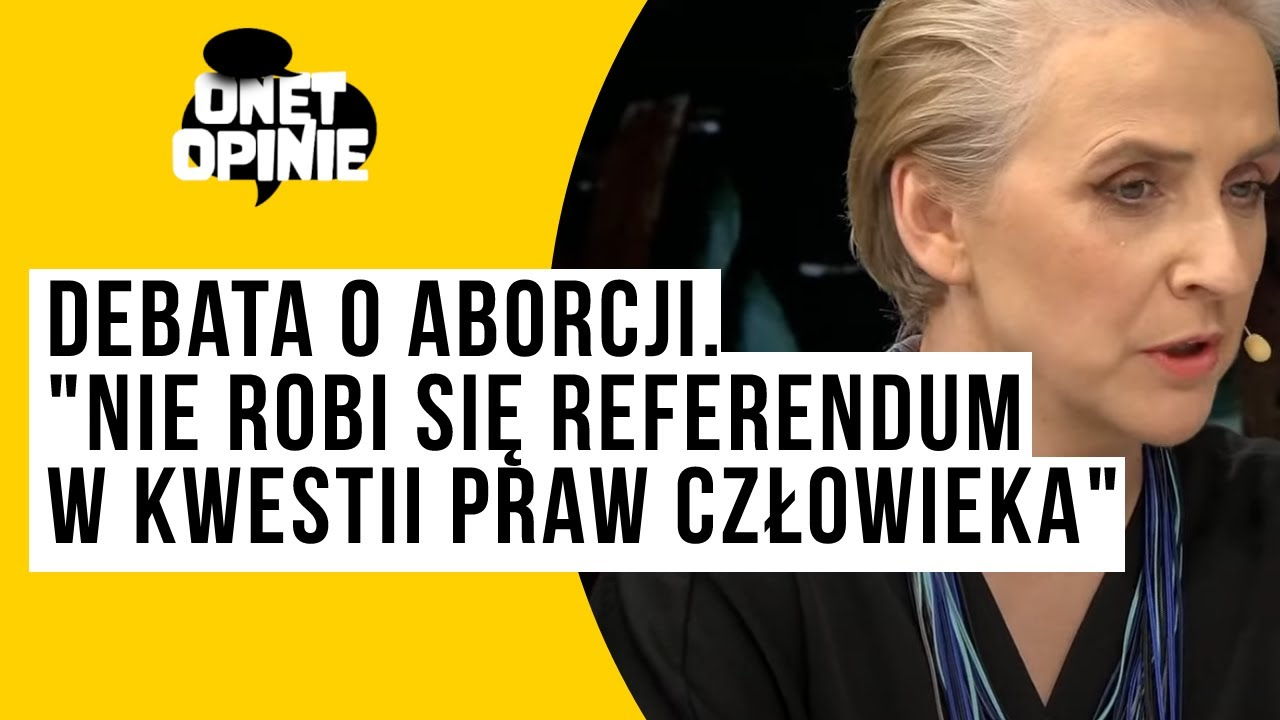 ONET
OPINIE
DEBATA O ABORCJI.
"NIE ROBI SIĘ REFERENDUM
W KWESTII PRAW CZŁOWIEKA"